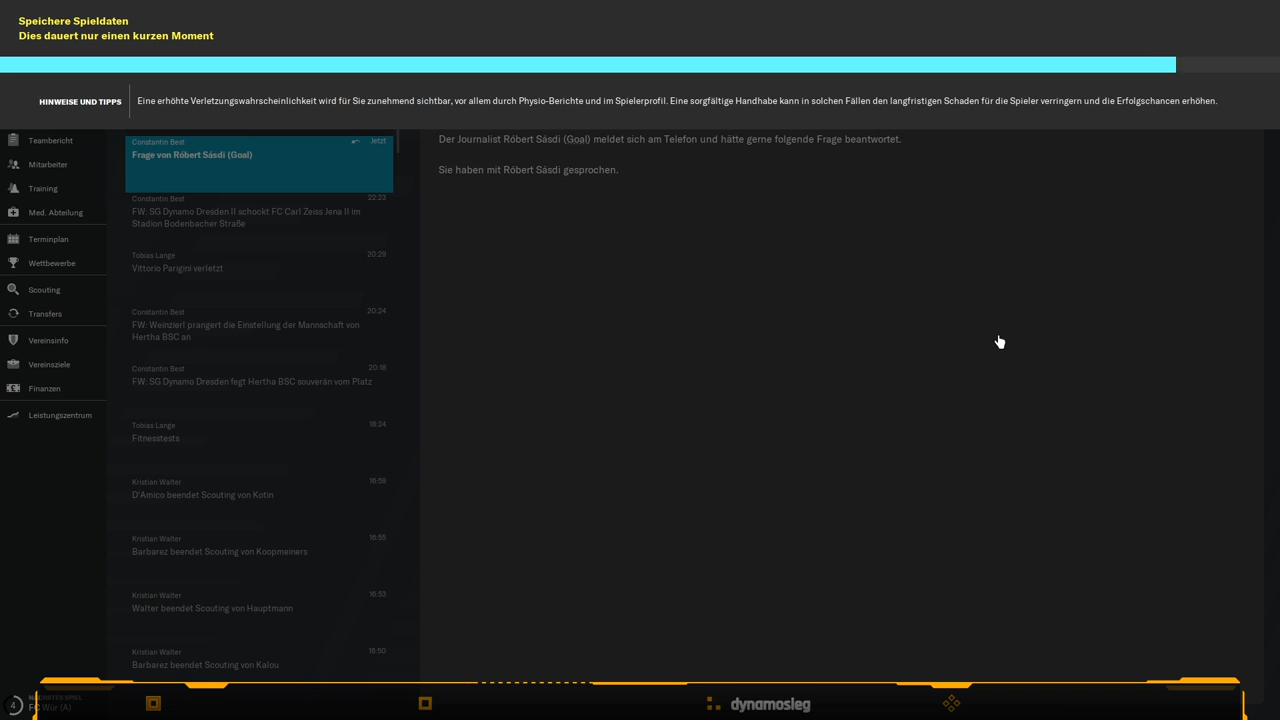 Speichere Spieldaten
Dies dauert nur einen kurzen Moment
HINWEISE UND TIPPS
Eine erhöhte Verletzungswahrscheinlichkeit wird für Sie zunehmend sichtbar, vor allem durch Physio-Berichte und im Spielerprofil. Eine sorgfältige Handhabe kann in solchen Fällen den langfristigen Schaden für die Spieler verringern und die Erfolgschancen erhöhen.
Teambericht
Mitarbeiter
Training
Med. Abteilung
Terminplan
Wettbewerbe
Scouting
Transfers
Vereinsinfo
Vereinsziele
Finanzen
Leistungszentrum
Constantin Best Jetzt
Frage von Róbert Sásdi (Goal)
Constantin Best 22:23
FW: SG Dynamo Dresden II schockt FC Carl Zeiss Jena II im
Stadion Bodenbacher Straße
Tobias Lange 20:29
Vittorio Parigini verletzt
Constantin Best 20:24
FW: Weinzierl prangert die Einstellung der Mannschaft von
Hertha BSC an
Constantin Best 20:18
FW: SG Dynamo Dresden fegt Hertha BSC souverän vom Platz
Tobias Lange 18:24
Fitnesstests
Kristian Walter 16:59
D'Amico beendet Scouting von Kotin
Kristian Walter 16:55
Barbarez beendet Scouting von Koopmeiners
Kristian Walter 16:53
Walter beendet Scouting von Hauptmann
Kristian Walter 16:50
Barbarez beendet Scouting von Kalou
Der Journalist Róbert Sásdi (Goal) meldet sich am Telefon und hätte gerne folgende Frage beantwortet.
Sie haben mit Róbert Sásdi gesprochen.
4
NÄCHSTES SPIEL
FC Wür (A)
dynamosleg